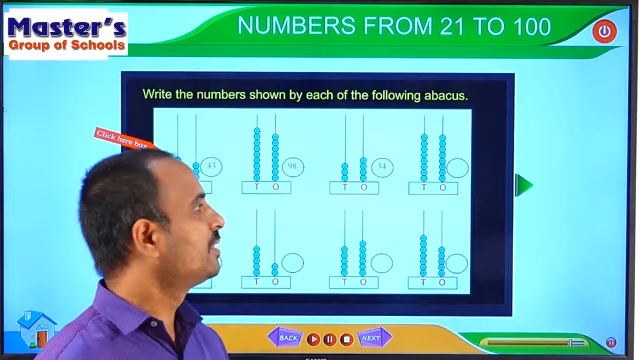 Master's
Group of Schools
NUMBERS FROM 21 TO 100
Write the numbers shown by each of the following abacus.
Click here box
43 98 34
T O T O T O
T O T O T O
BACK NEXT